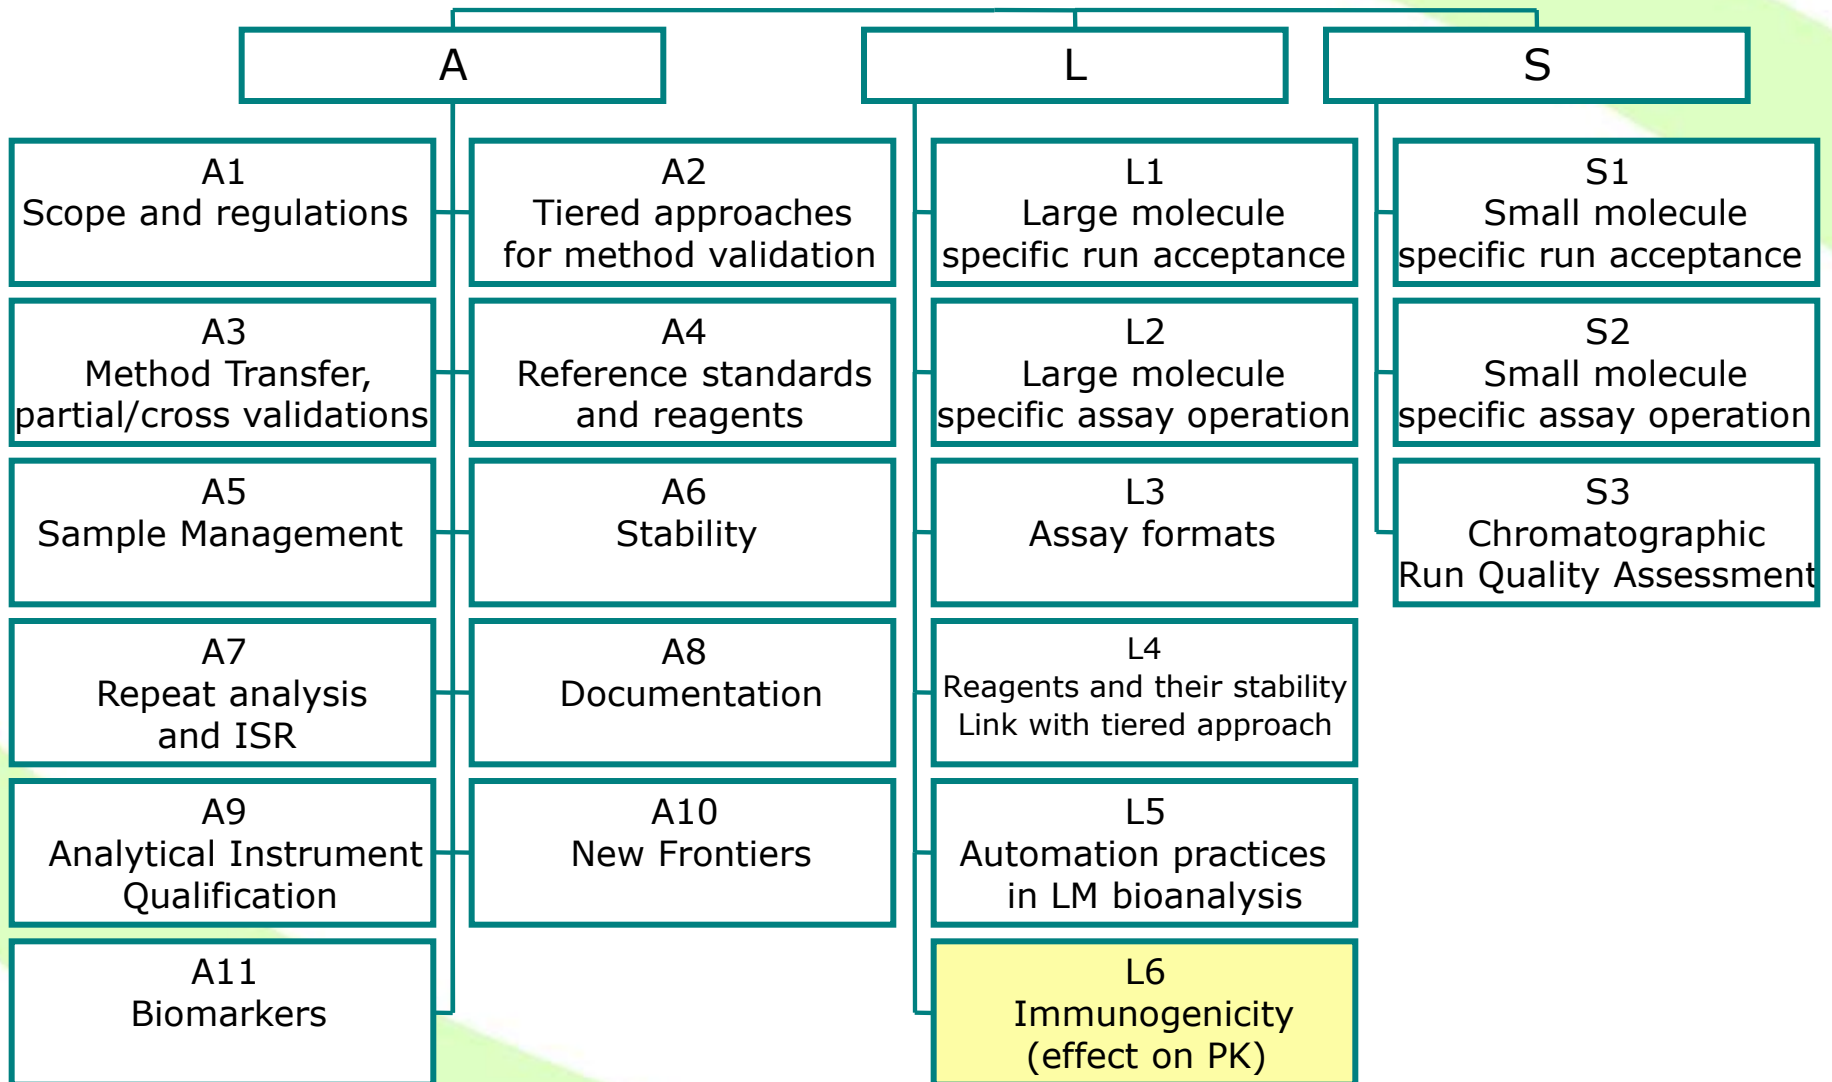 A
L
S
A1
Scope and regulations
A2
Tiered approaches
for method validation
L1
Large molecule
specific run acceptance
S1
Small molecule
specific run acceptance
A3
Method Transfer,
partial/cross validations
A4
Reference standards
and reagents
L2
Large molecule
specific assay operation
S2
Small molecule
specific assay operation
A5
Sample Management
A6
Stability
L3
Assay formats
S3
Chromatographic
Run Quality Assessment
A7
Repeat analysis
and ISR
A8
Documentation
L4
Reagents and their stability
Link with tiered approach
A9
Analytical Instrument
Qualification
A10
New Frontiers
L5
Automation practices
in LM bioanalysis
A11
Biomarkers
L6
Immunogenicity
(effect on PK)